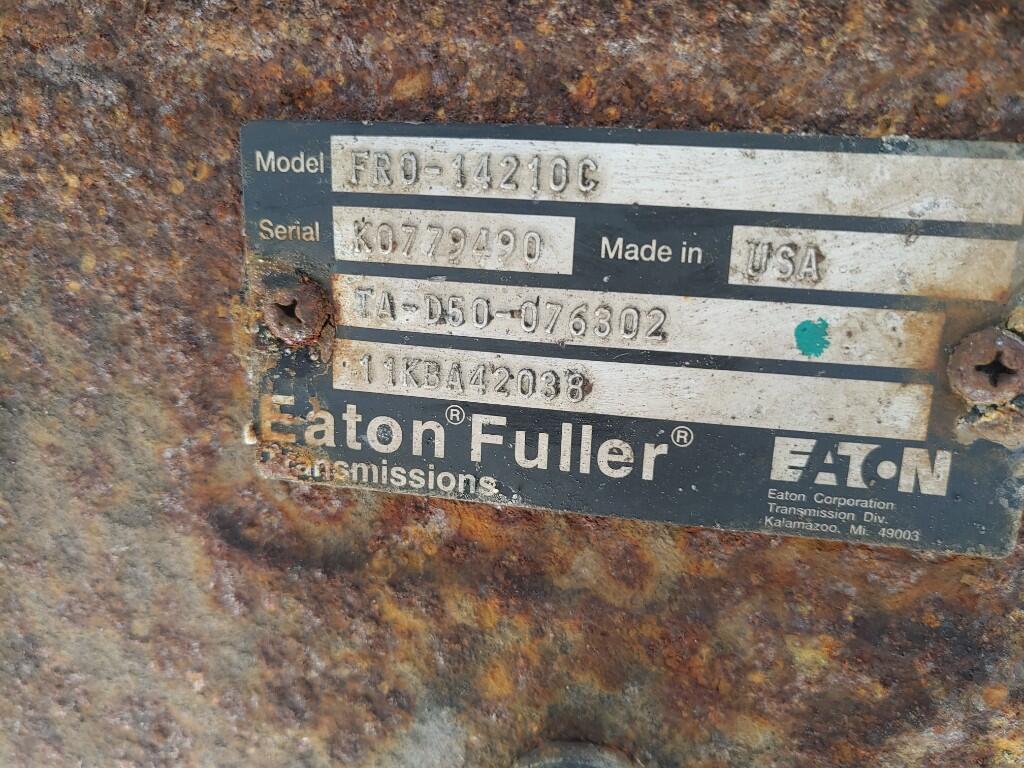 Model FRO-14210C
Serial K0779490 Made in USA
TA-D50-076302
11KBA42038
Eaton® Fuller®
Transmissions
EATON
Eaton Corporation
Transmission Div.
Kalamazoo, Mi. 49003